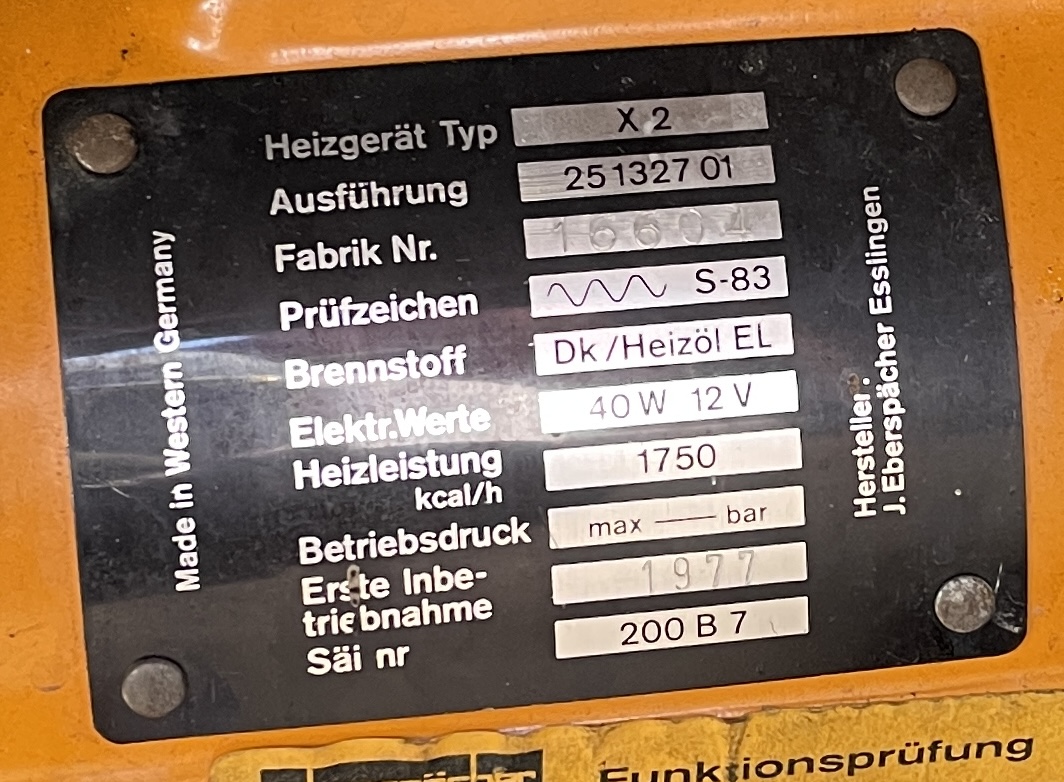 Made in Western Germany
Heizgerät Typ X 2
Ausführung 25 1327 01
Fabrik Nr. 16604
Prüfzeichen S-83
Brennstoff Dk/Heizöl EL
Elektr.Werte 40 W 12 V
Heizleistung 1750
kcal/h
Betriebsdruck max — bar
Erste Inbe-
triebnahme 1977
Säi nr 200 B 7
Hersteller:
J. Eberspächer Esslingen
Funktionsprüfung